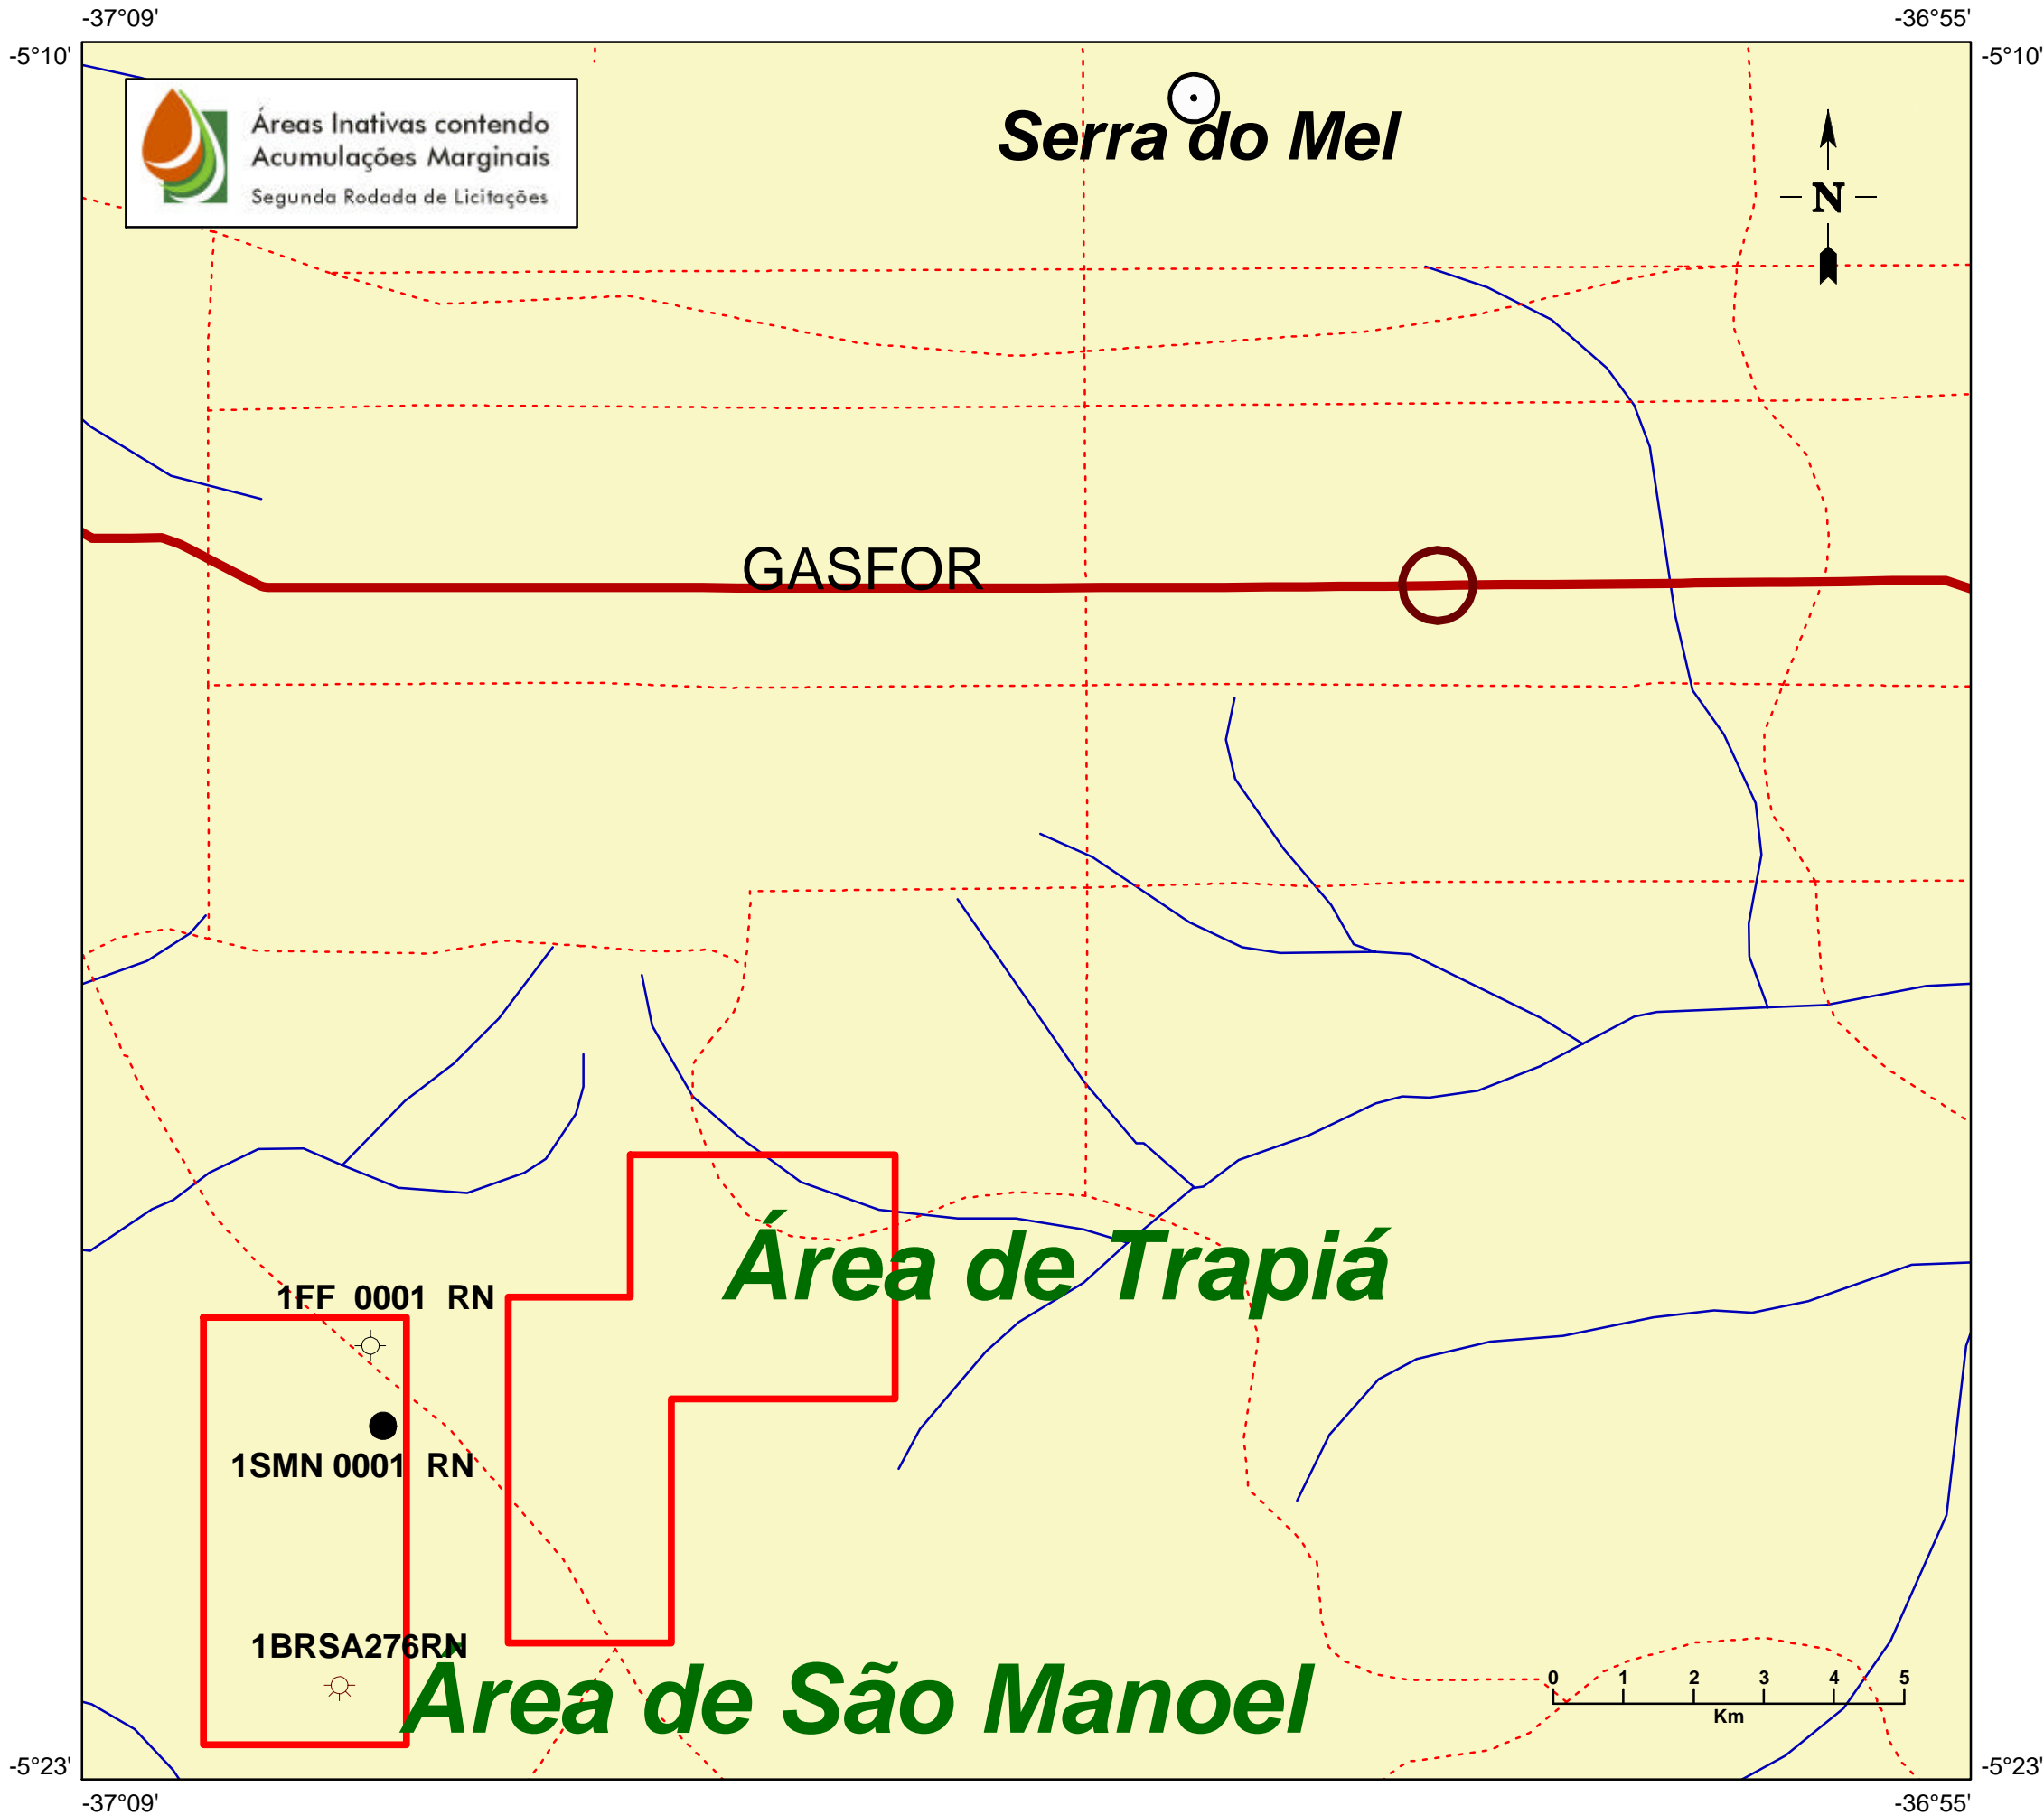 -37°09'
-36°55'
-5°10'
-5°10'
Áreas Inativas contendo
Acumulações Marginais
Segunda Rodada de Licitações
Serra do Mel
N
GASFOR
Área de Trapiá
1FF 0001 RN
1SMN 0001 RN
1BRSA276RN
Área de São Manoel
0 1 2 3 4 5
Km
-5°23'
-5°23'
-37°09'
-36°55'